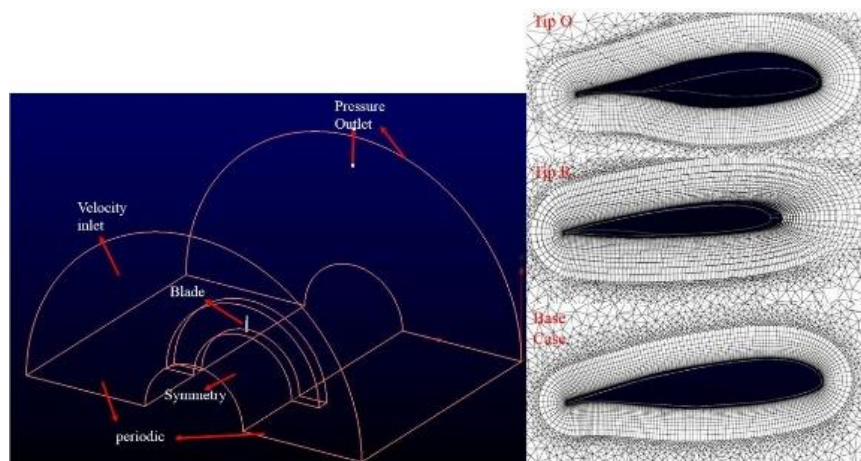 Pressure
Outlet
Velocity
inlet
Blade
Symmetry
periodic
Tip O
Tip R
Base
Case